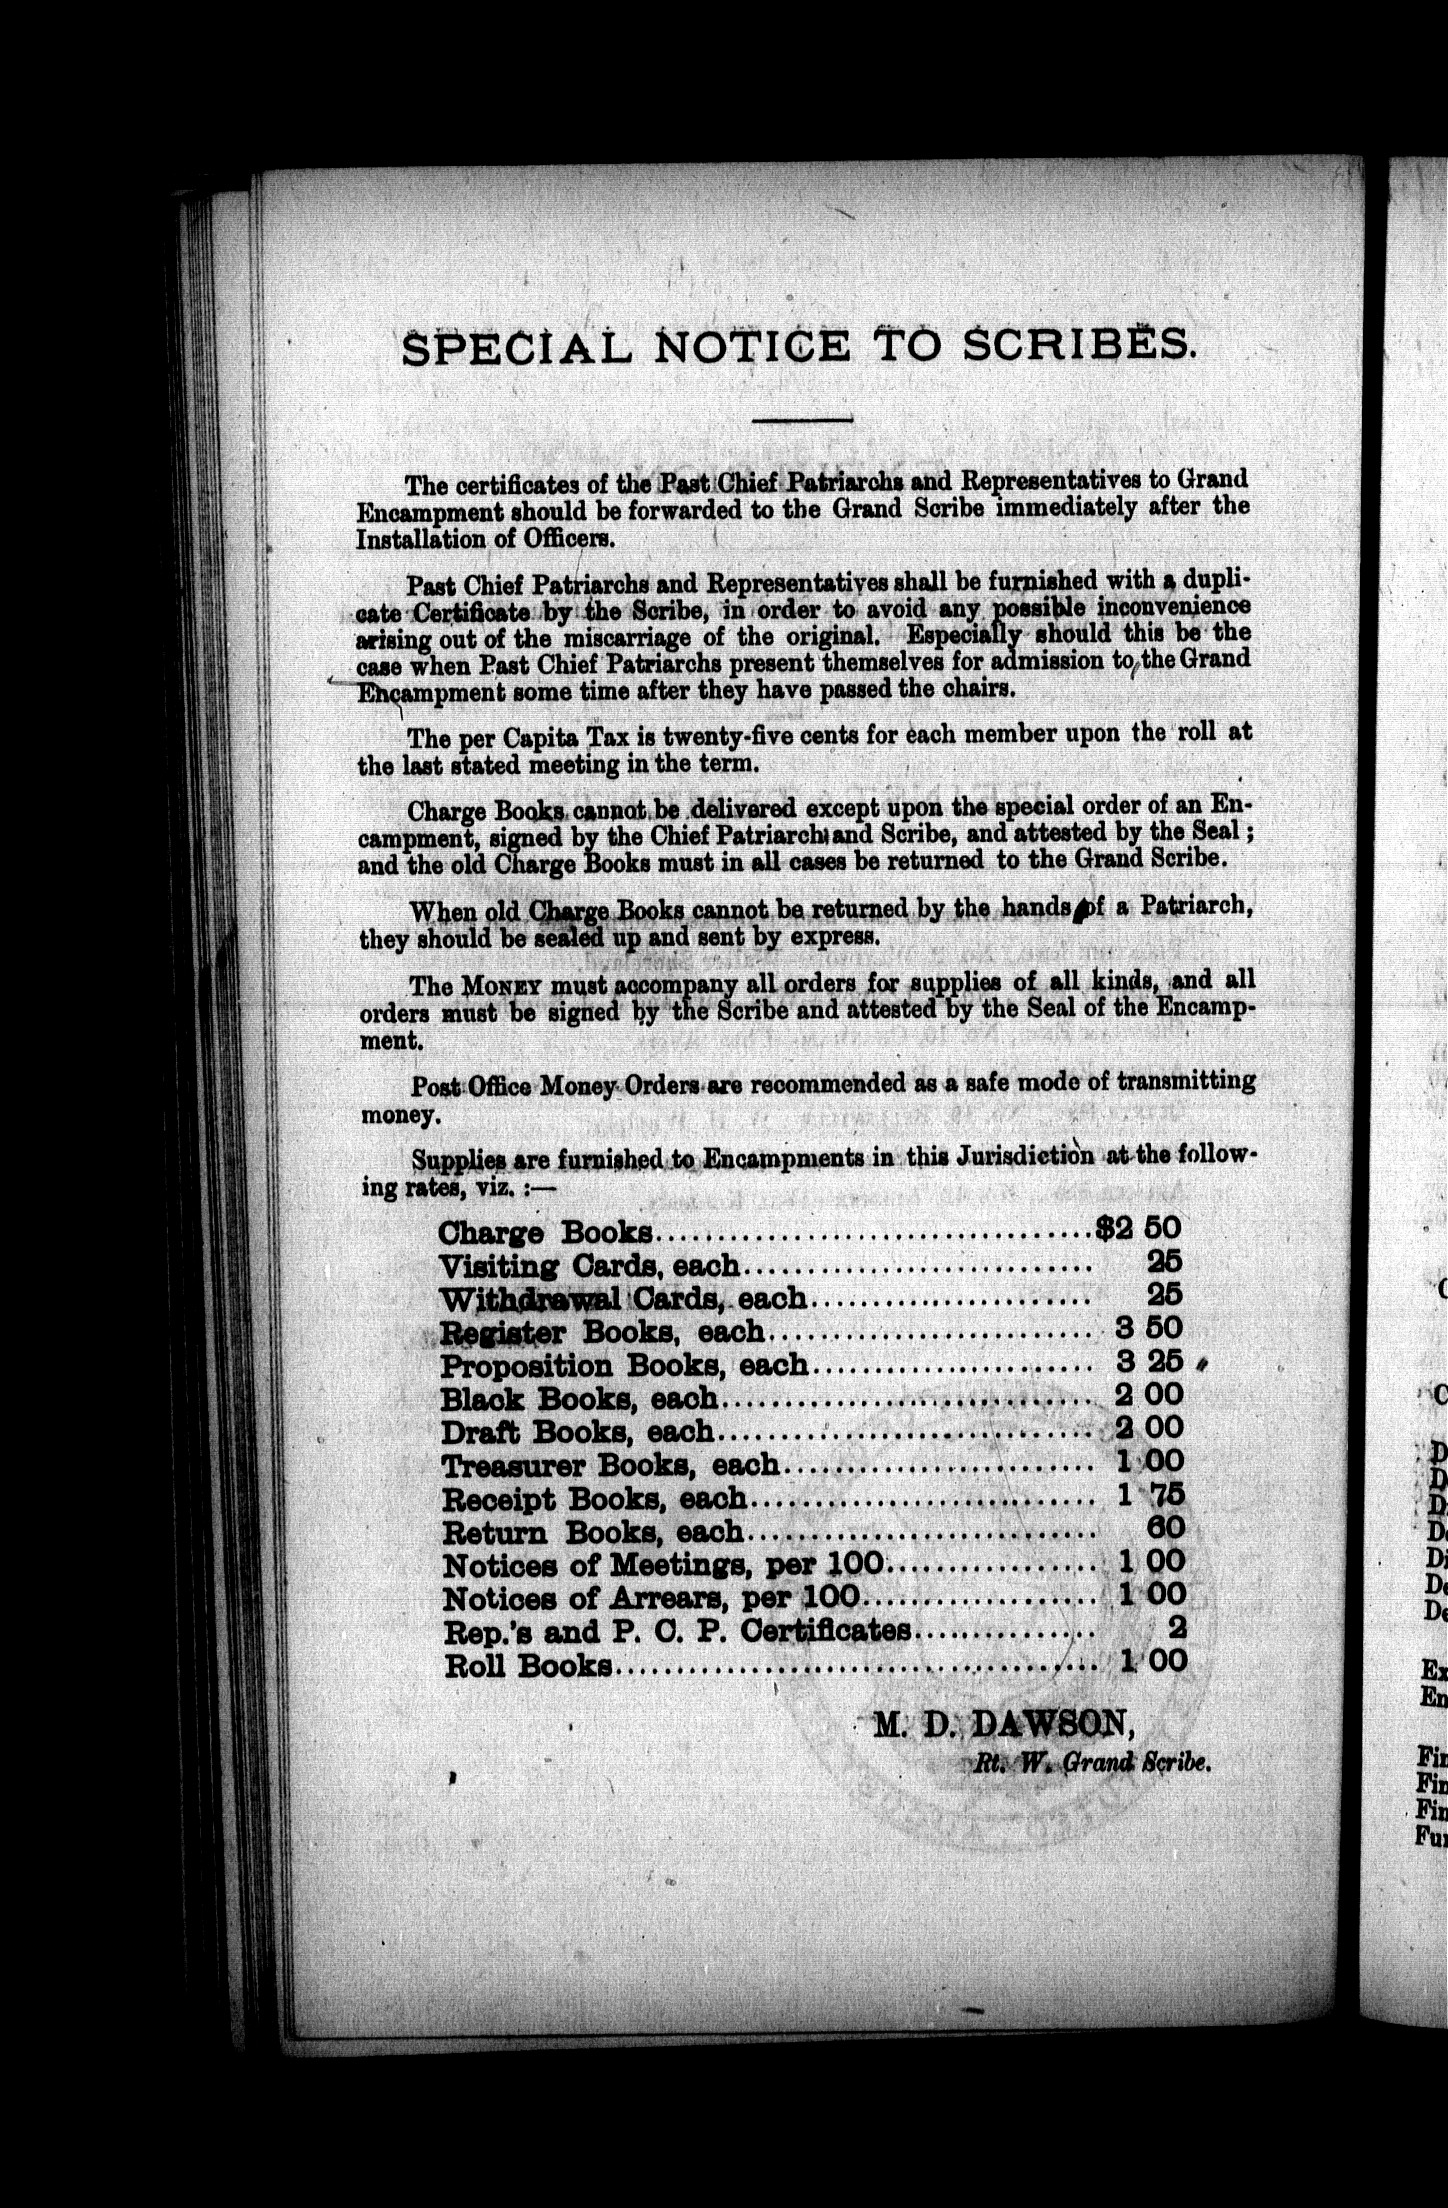 SPECIAL NOTICE TO SCRIBES.
The certificates of the Past Chief Patriarchs and Representatives to Grand
Encampment should be forwarded to the Grand Scribe immediately after the
Installation of Officers.
Past Chief Patriarchs and Representatives shall be furnished with a dupli-
cate Certificate by the Scribe, in order to avoid any possible inconvenience
arising out of the miscarriage of the original. Especially should this be the
case when Past Chief Patriarchs present themselves for admission to the Grand
Encampment some time after they have passed the chairs.
The per Capita Tax is twenty-five cents for each member upon the roll at
the last stated meeting in the term.
Charge Books cannot be delivered except upon the special order of an En-
campment, signed by the Chief Patriarch and Scribe, and attested by the Seal ;
and the old Charge Books must in all cases be returned to the Grand Scribe.
When old Charge Books cannot be returned by the hands of a Patriarch,
they should be sealed up and sent by express.
The MONEY must accompany all orders for supplies of all kinds, and all
orders must be signed by the Scribe and attested by the Seal of the Encamp-
ment.
Post Office Money Orders are recommended as a safe mode of transmitting
money.
Supplies are furnished to Encampments in this Jurisdiction at the follow-
ing rates, viz. :—
Charge Books.................................$2 50
Visiting Cards, each............................ 25
Withdrawal Cards, each....................... 25
Register Books, each.......................... 3 50
Proposition Books, each....................... 3 25
Black Books, each.............................. 2 00
Draft Books, each.............................. 2 00
Treasurer Books, each......................... 1 00
Receipt Books, each............................ 1 75
Return Books, each............................ 60
Notices of Meetings, per 100................. 1 00
Notices of Arrears, per 100................... 1 00
Rep.'s and P. C. P. Certificates............... 2
Roll Books....................................... 1 00
M. D. DAWSON,
Rt. W. Grand Scribe.